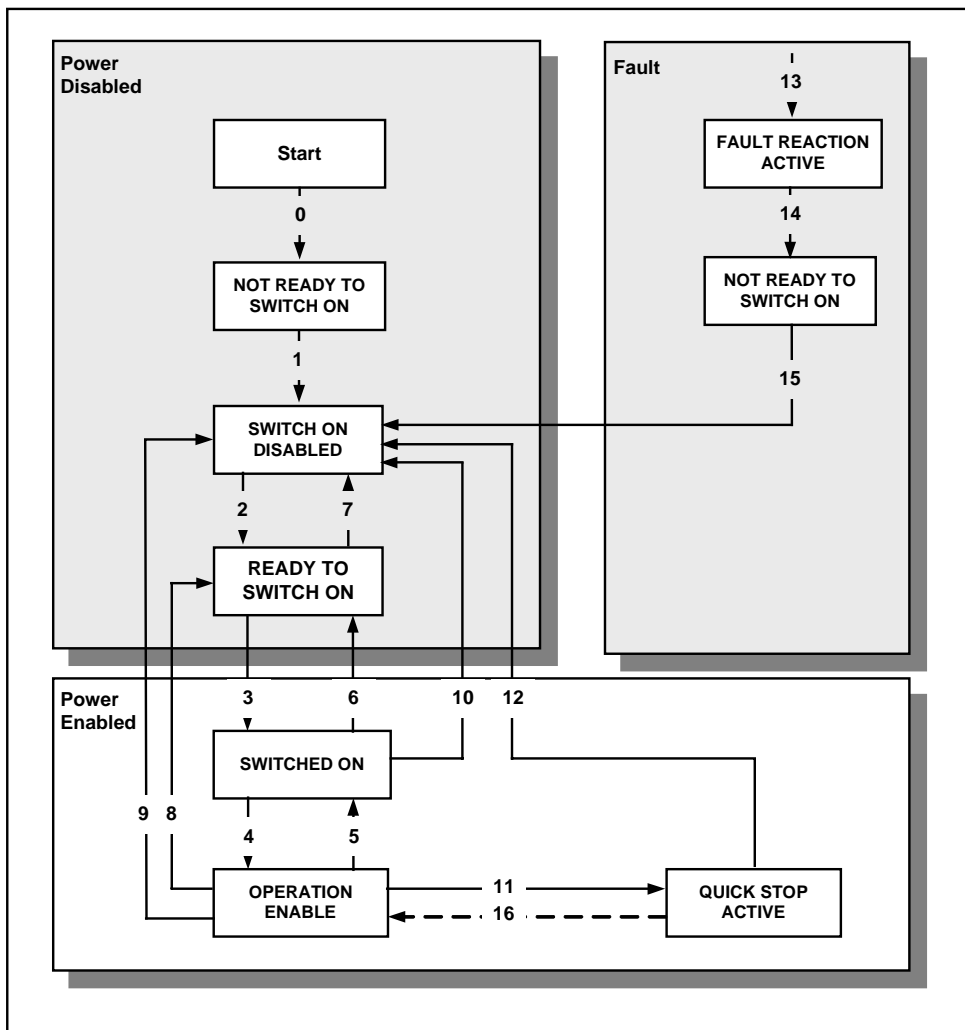 Power
Disabled
Start
0
NOT READY TO
SWITCH ON
1
SWITCH ON
DISABLED
2
7
READY TO
SWITCH ON
Fault
13
FAULT REACTION
ACTIVE
14
NOT READY TO
SWITCH ON
15
Power
Enabled
3
6
10
12
SWITCHED ON
9
8
4
5
OPERATION
ENABLE
11
16
QUICK STOP
ACTIVE